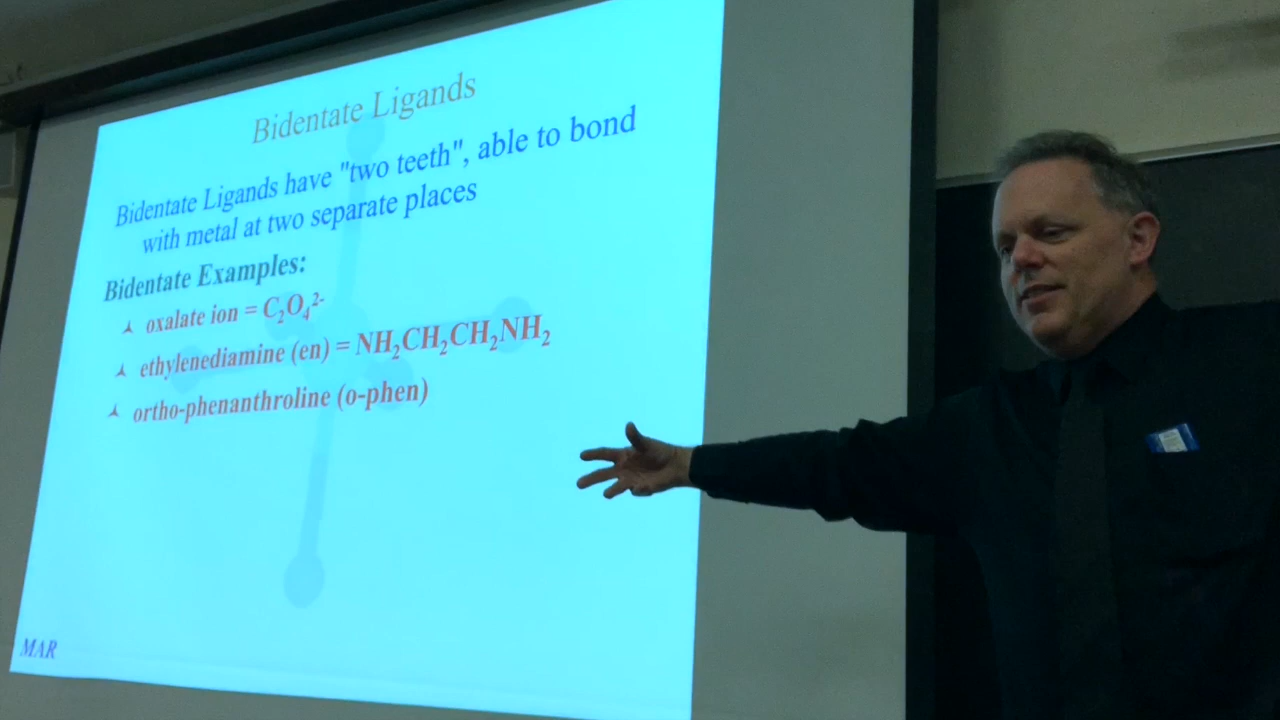 Bidentate Ligands
Bidentate Ligands have "two teeth", able to bond
with metal at two separate places
Bidentate Examples:
oxalate ion = C₂O₄²⁻
ethylenediamine (en) = NH₂CH₂CH₂NH₂
ortho-phenanthroline (o-phen)
MAR